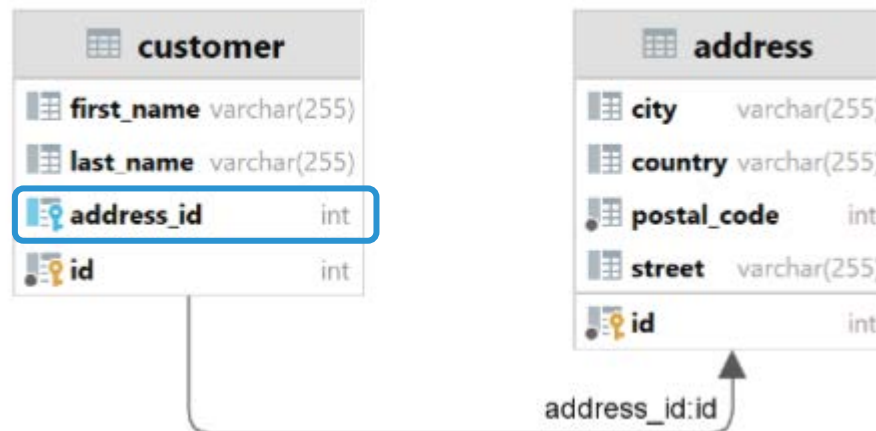 customer
first_name varchar(255)
last_name varchar(255)
address_id int
id int
address
city varchar(255)
country varchar(255)
postal_code int
street varchar(255)
id int
address_id:id